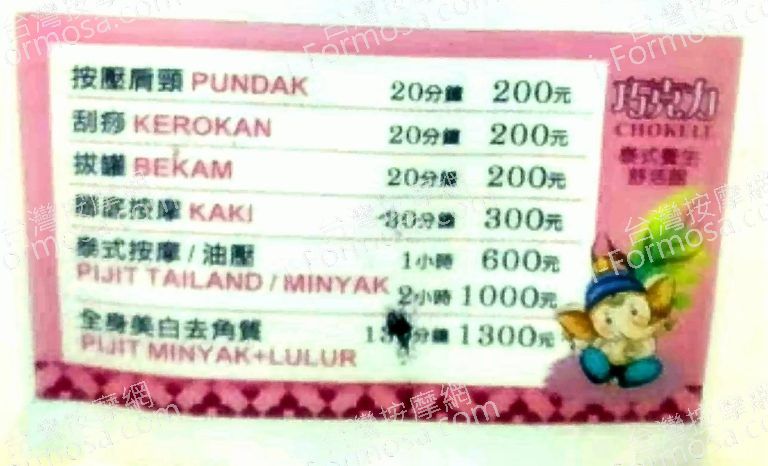 按壓肩頸 PUNDAK 20分鐘 200元
刮痧 KEROKAN 20分鐘 200元
拔罐 BEKAM 20分鐘 200元
腳底按摩 KAKI 30分鐘 300元
泰式按摩/油壓 1小時 600元
PIJIT TAILAND/MINYAK 2小時 1000元
全身美白去角質 分鐘 1300元
PIJIT MINYAK+LULUR
巧克力
CHOKELI
泰式養生
舒活館
台灣按摩網
iFormosa.com